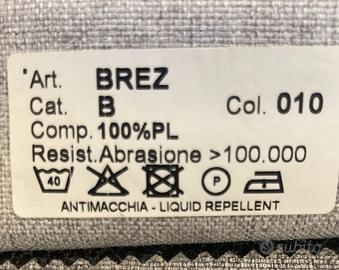 Art. BREZ
Cat. B Col. 010
Comp. 100%PL
Resist. Abrasione >100.000
40 P
ANTIMACCHIA - LIQUID REPELLENT
subito